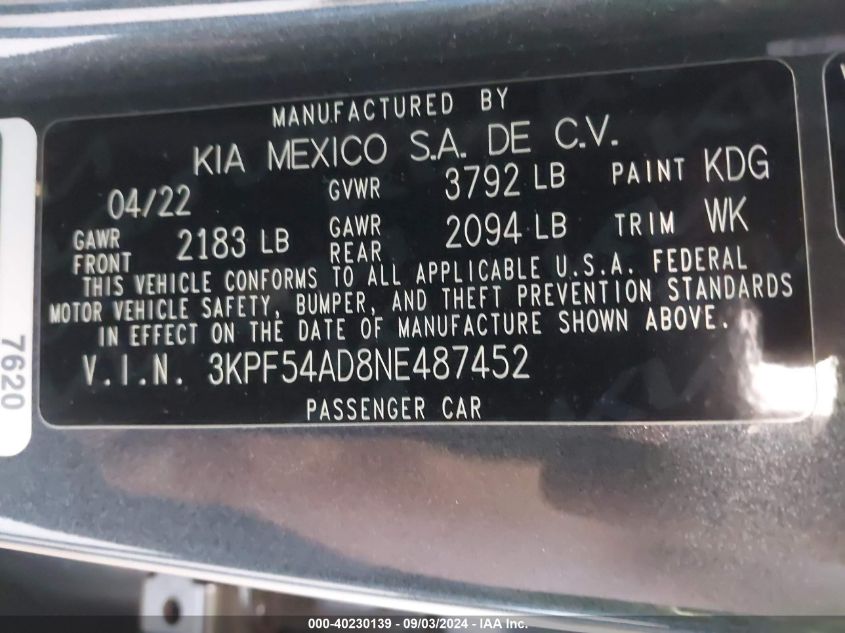 MANUFACTURED BY
KIA MEXICO S.A. DE C.V.
04/22 GVWR 3792 LB PAINT KDG
GAWR FRONT 2183 LB GAWR REAR 2094 LB TRIM WK
THIS VEHICLE CONFORMS TO ALL APPLICABLE U.S.A. FEDERAL
MOTOR VEHICLE SAFETY, BUMPER, AND THEFT PREVENTION STANDARDS
IN EFFECT ON THE DATE OF MANUFACTURE SHOWN ABOVE.
V.I.N. 3KPF54AD8NE487452
PASSENGER CAR
7620
000-40230139 - 09/03/2024 - IAA Inc.